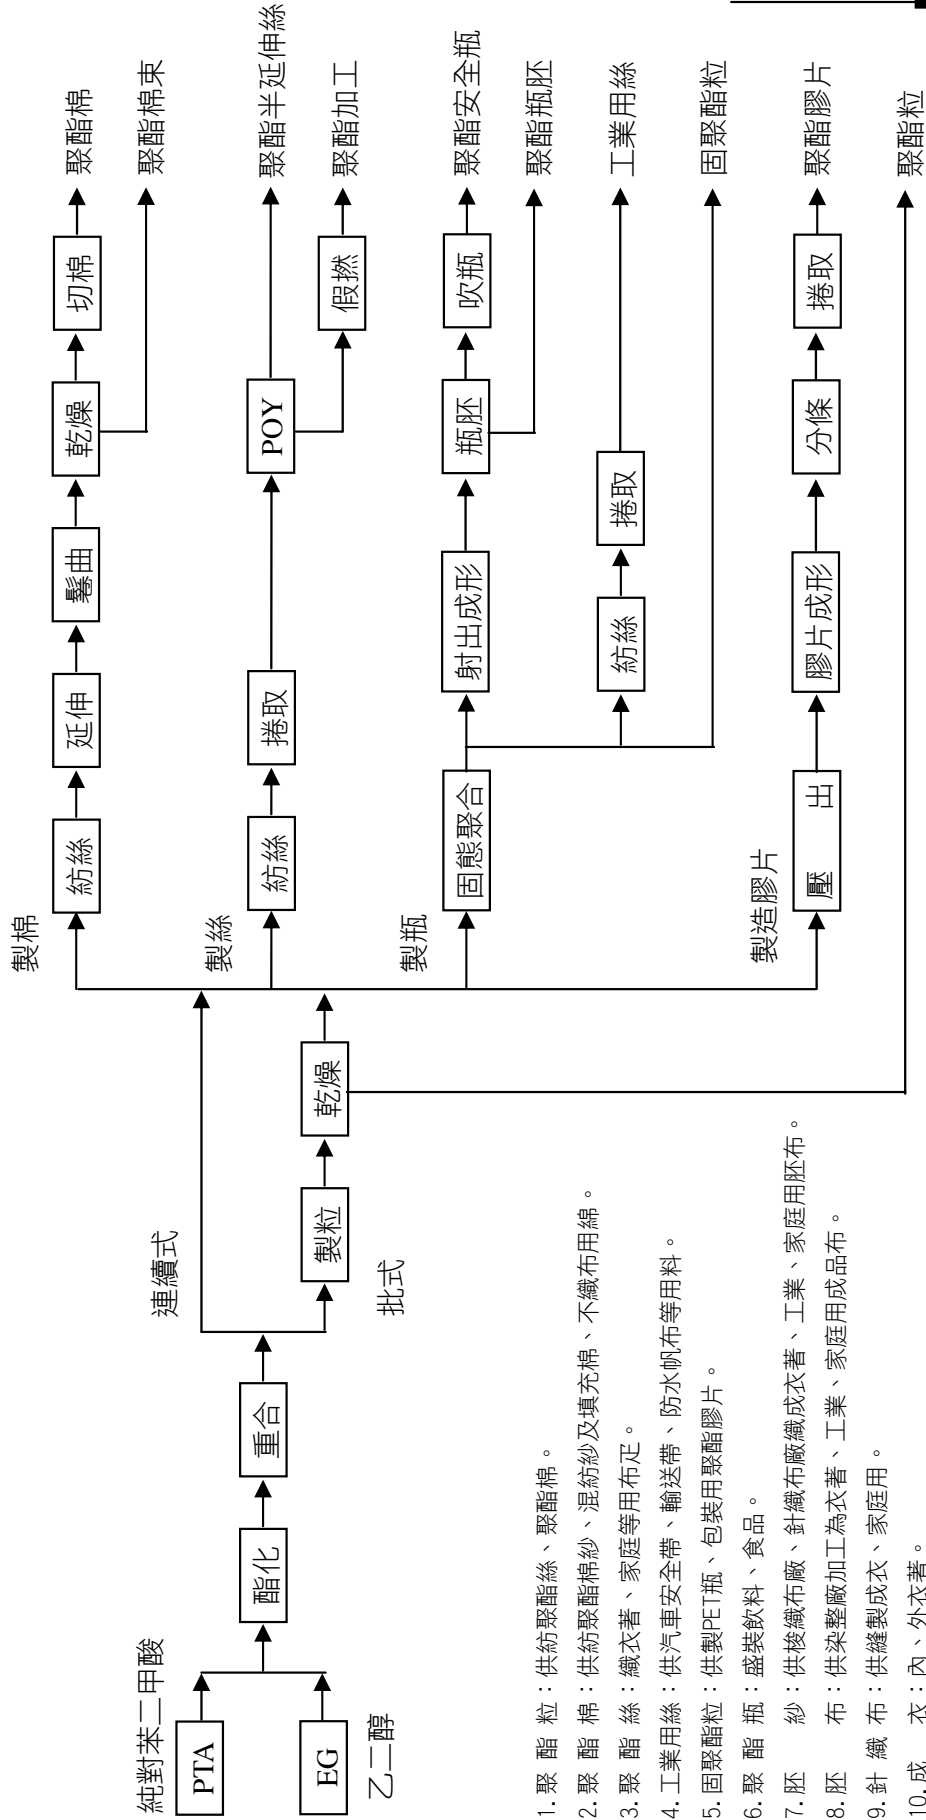 純對苯二甲酸
PTA
EG
乙二醇
酯化
重合
連續式
批式
製粒
乾燥
製棉
紡絲
延伸
鬈曲
乾燥
切棉
聚酯棉
聚酯棉束
製絲
紡絲
捲取
POY
聚酯半延伸絲
假撚
聚酯加工
製瓶
固態聚合
射出成形
瓶胚
吹瓶
聚酯安全瓶
聚酯瓶胚
紡絲
捲取
工業用絲
固聚酯粒
製造膠片
壓 出
膠片成形
分條
捲取
聚酯膠片
聚酯粒
1. 聚 酯 粒：供紡聚酯絲、聚酯棉。
2. 聚 酯 棉：供紡聚酯棉紗、混紡紗及填充棉、不織布用綿。
3. 聚 酯 絲：織衣著、家庭等用布疋。
4. 工業用絲：供汽車安全帶、輸送帶、防水帆布等用料。
5. 固聚酯粒：供製PET瓶、包裝用聚酯膠片。
6. 聚 酯 瓶：盛裝飲料、食品。
7. 胚 紗：供梭織布廠、針織布廠織成衣著、工業、家庭用胚布。
8. 胚 布：供染整廠加工為衣著、工業、家庭用成品布。
9. 針 織 布：供縫製成衣、家庭用。
10. 成 衣：內、外衣著。